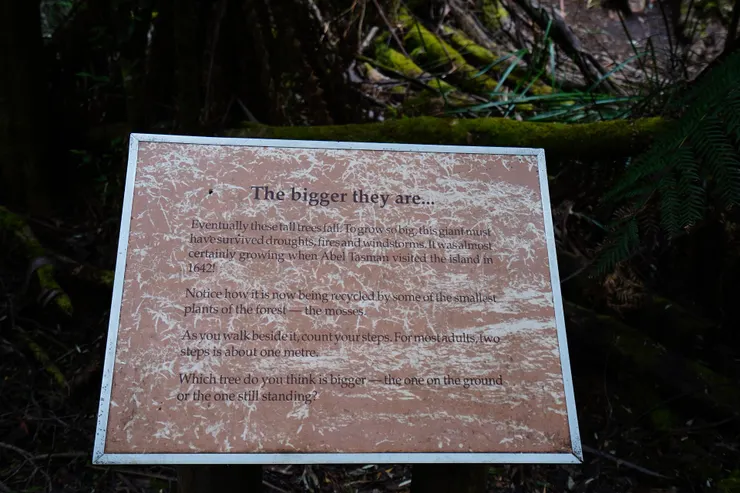 The bigger they are...
Eventually these tall trees fall. To grow so big, this giant must
have survived droughts, fires and windstorms. It was almost
certainly growing when Abel Tasman visited the island in
1642!
Notice how it is now being recycled by some of the smallest
plants of the forest — the mosses.
As you walk beside it, count your steps. For most adults, two
steps is about one metre.
Which tree do you think is bigger — the one on the ground
or the one still standing?